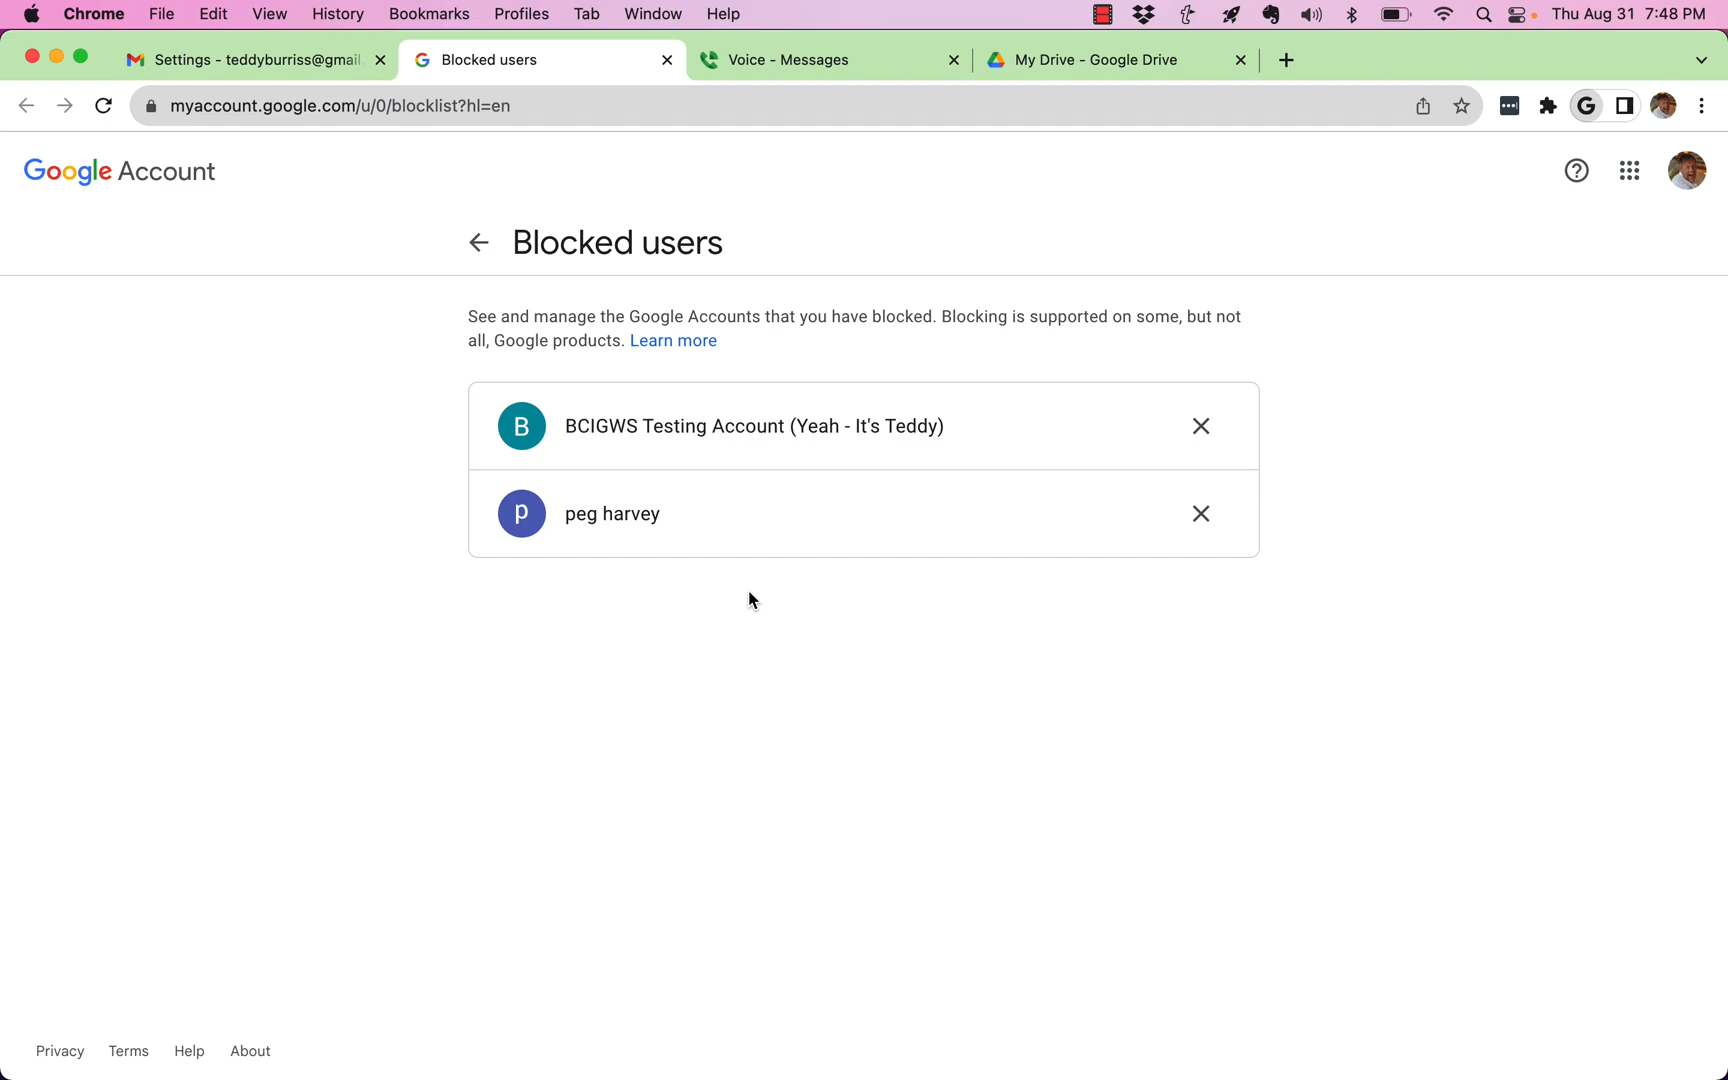 Chrome File Edit View History Bookmarks Profiles Tab Window Help Thu Aug 31 7:48 PM
Settings - teddyburriss@gmail. Blocked users Voice - Messages My Drive - Google Drive
myaccount.google.com/u/0/blocklist?hl=en
Google Account
Blocked users
See and manage the Google Accounts that you have blocked. Blocking is supported on some, but not
all, Google products. Learn more
B BCIGWS Testing Account (Yeah - It's Teddy)
p peg harvey
Privacy Terms Help About